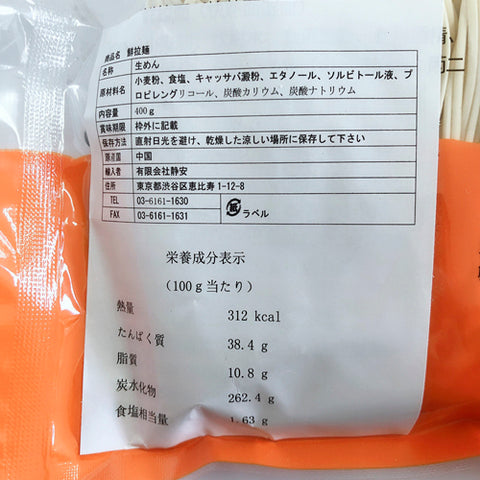 商品名 鮮拉麺
名称 生めん
原材料名 小麦粉、食塩、キャッサバ澱粉、エタノール、ソルビトール液、プロピレングリコール、炭酸カリウム、炭酸ナトリウム
内容量 400g
賞味期限 枠外に記載
保存方法 直射日光を避け、乾燥した涼しい場所に保存して下さい
原産国 中国
輸入者 有限会社静安
住所 東京都渋谷区恵比寿1-12-8
TEL 03-6161-1630
FAX 03-6161-1631
紙 ラベル
栄養成分表示
(100g当たり)
熱量 312 kcal
たんぱく質 38.4 g
脂質 10.8 g
炭水化物 262.4 g
食塩相当量 1.63 g